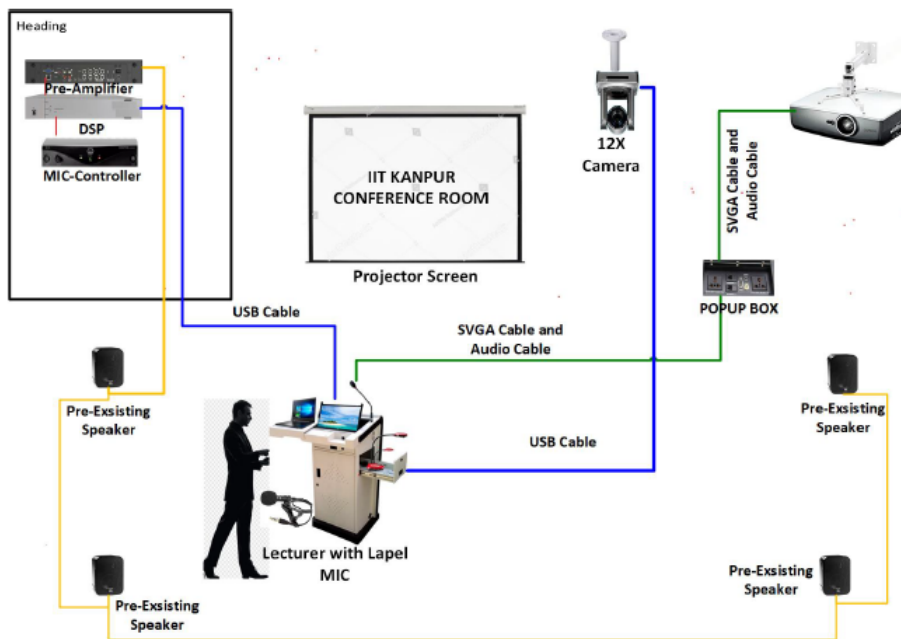 Heading
Pre-Amplifier
DSP
MIC-Controller
IIT KANPUR
CONFERENCE ROOM
Projector Screen
12X
Camera
SVGA Cable and
Audio Cable
POPUP BOX
USB Cable
SVGA Cable and
Audio Cable
Pre-Exsisting
Speaker
Pre-Exsisting
Speaker
USB Cable
Lecturer with Lapel
MIC
Pre-Exsisting
Speaker
Pre-Exsisting
Speaker